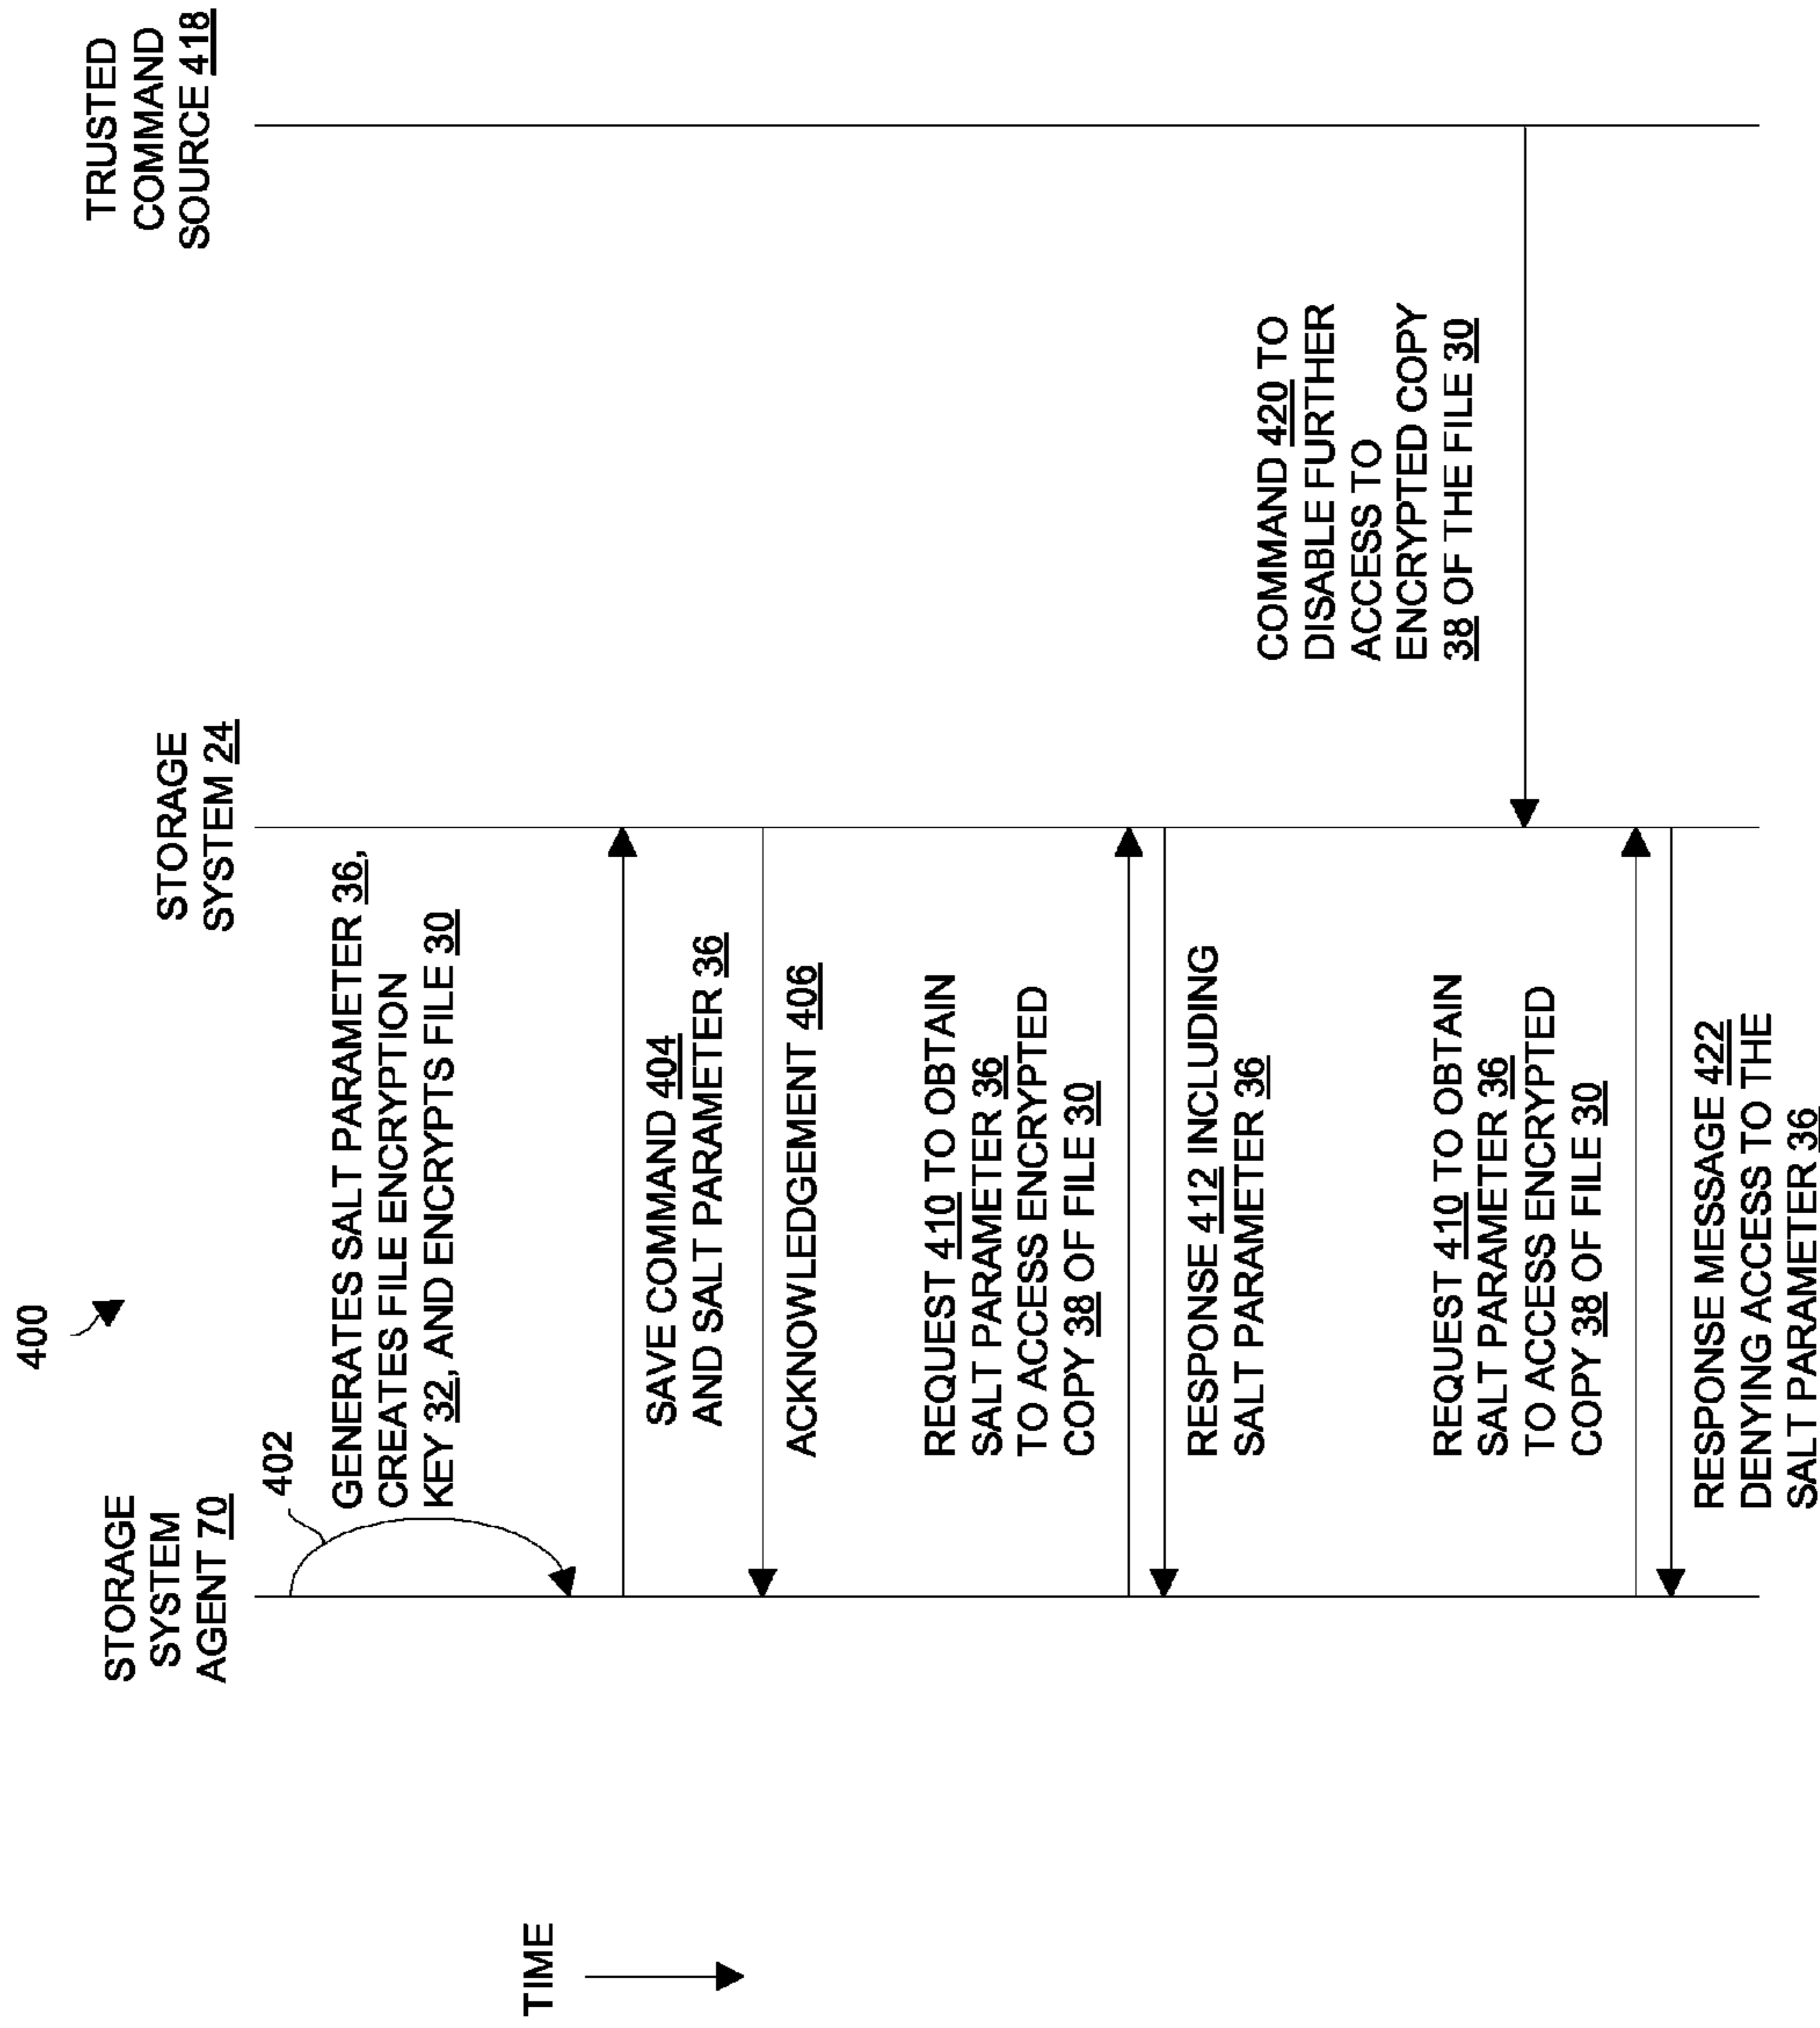 400
STORAGE
SYSTEM
AGENT 70
STORAGE
SYSTEM 24
TRUSTED
COMMAND
SOURCE 418
402
GENERATES SALT PARAMETER 36,
CREATES FILE ENCRYPTION
KEY 32, AND ENCRYPTS FILE 30
TIME
SAVE COMMAND 404
AND SALT PARAMETER 36
ACKNOWLEDGEMENT 406
REQUEST 410 TO OBTAIN
SALT PARAMETER 36
TO ACCESS ENCRYPTED
COPY 38 OF FILE 30
RESPONSE 412 INCLUDING
SALT PARAMETER 36
COMMAND 420 TO
DISABLE FURTHER
ACCESS TO
ENCRYPTED COPY
38 OF THE FILE 30
REQUEST 410 TO OBTAIN
SALT PARAMETER 36
TO ACCESS ENCRYPTED
COPY 38 OF FILE 30
RESPONSE MESSAGE 422
DENYING ACCESS TO THE
SALT PARAMETER 36